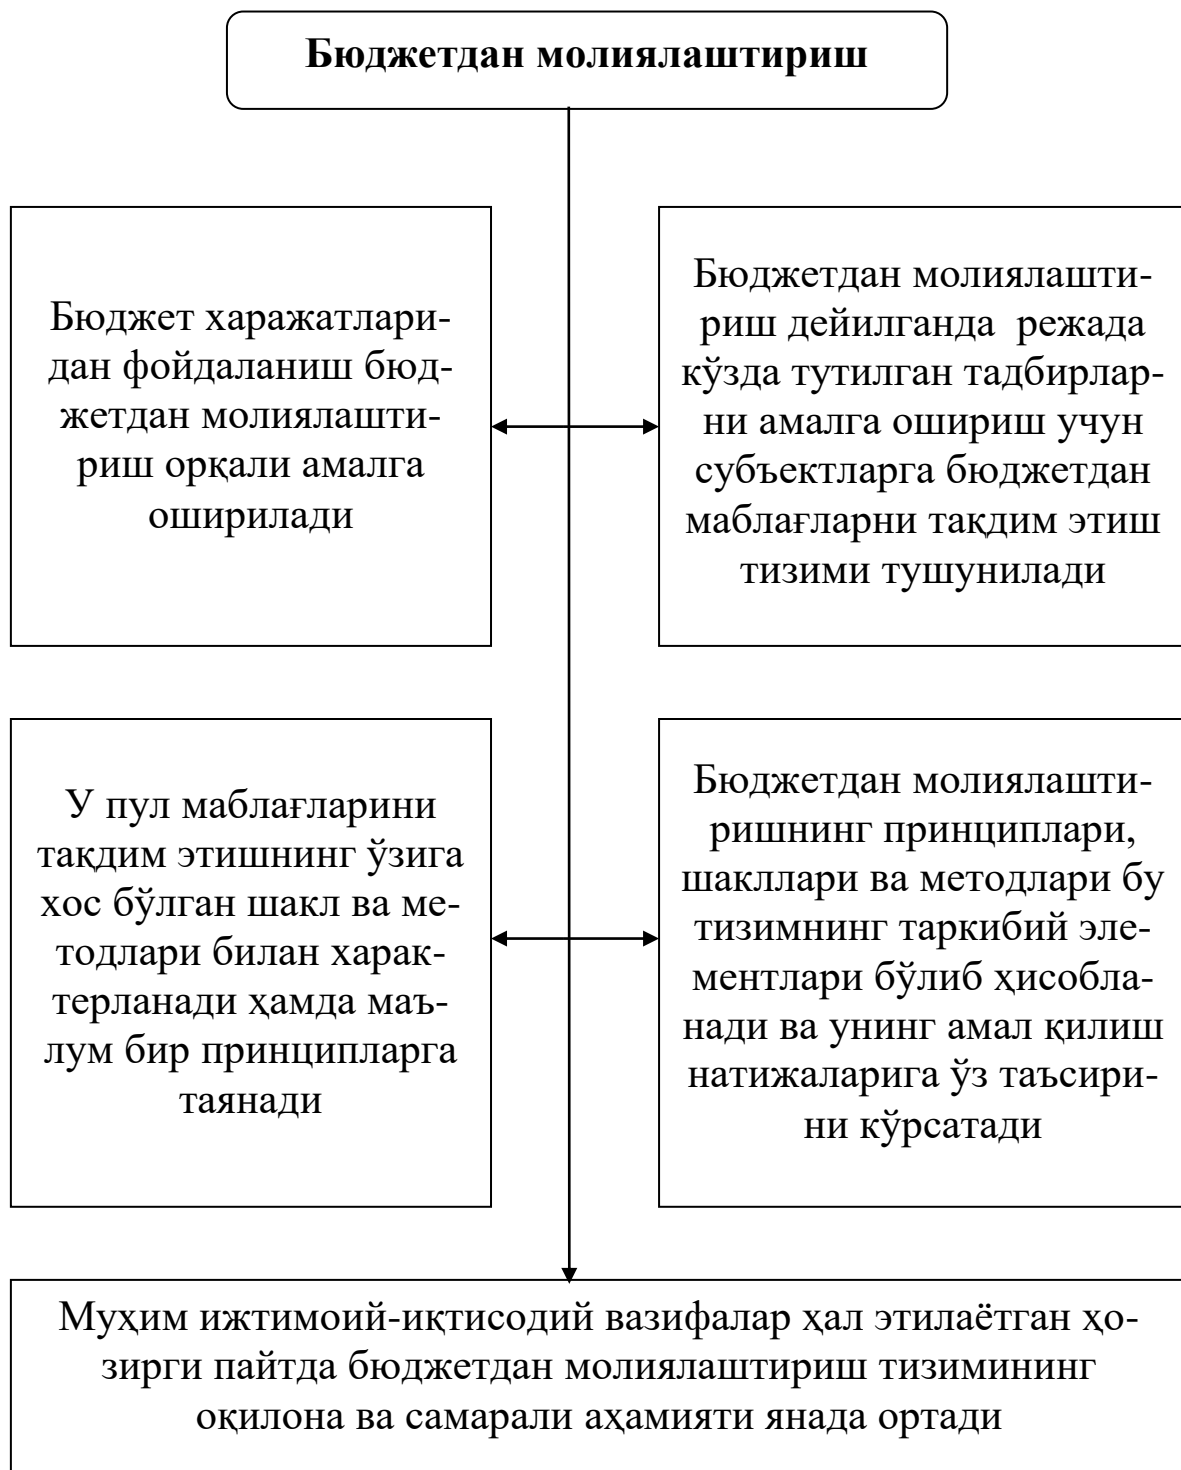 Бюджетдан молиялаштириш
Бюджет харажатлари-
дан фойдаланиш бюд-
жетдан молиялашти-
риш орқали амалга
оширилади
Бюджетдан молиялашти-
риш дейилганда режада
кўзда тутилган тадбирлар-
ни амалга ошириш учун
субъектларга бюджетдан
маблағларни тақдим этиш
тизими тушунилади
У пул маблағларини
тақдим этишнинг ўзига
хос бўлган шакл ва ме-
тодлари билан харак-
терланади ҳамда маъ-
лум бир принципларга
таянади
Бюджетдан молиялашти-
ришнинг принциплари,
шакллари ва методлари бу
тизимнинг таркибий эле-
ментлари бўлиб ҳисобла-
нади ва унинг амал қилиш
натижаларига ўз таъсири-
ни кўрсатади
Муҳим ижтимоий-иқтисодий вазифалар ҳал этилаётган ҳо-
зирги пайтда бюджетдан молиялаштириш тизимининг
оқилона ва самарали аҳамияти янада ортади